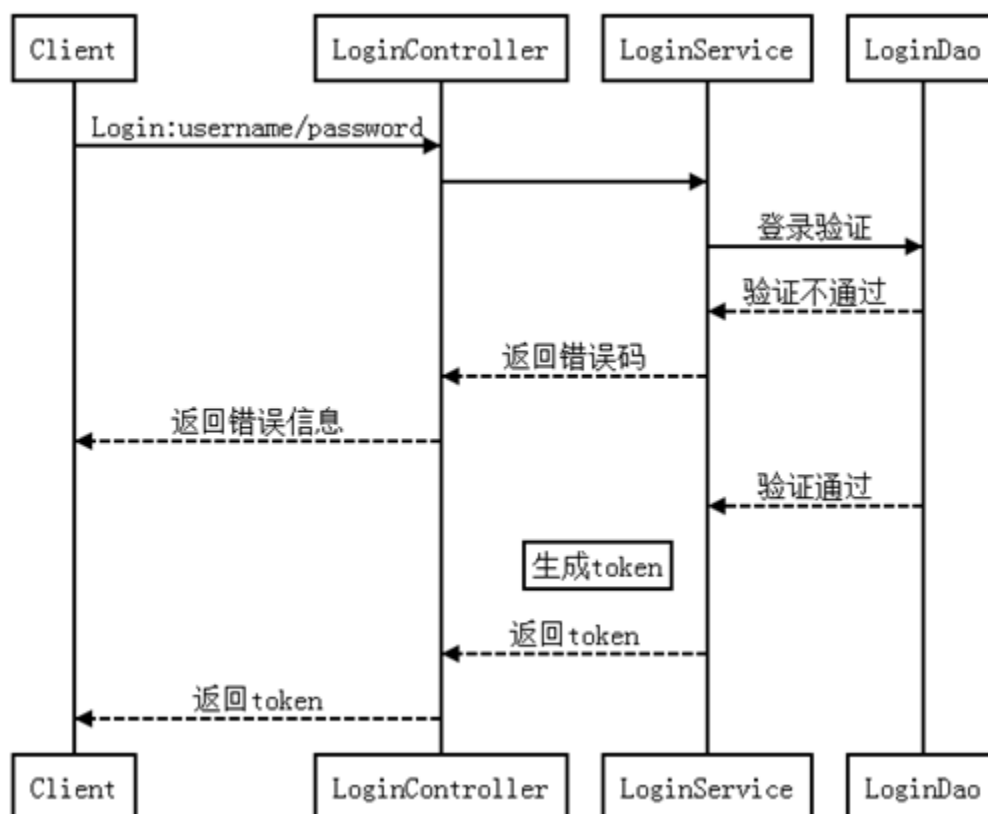 Client
LoginController
LoginService
LoginDao
Login:username/password
登录验证
验证不通过
返回错误码
返回错误信息
验证通过
生成token
返回token
返回token
Client
LoginController
LoginService
LoginDao